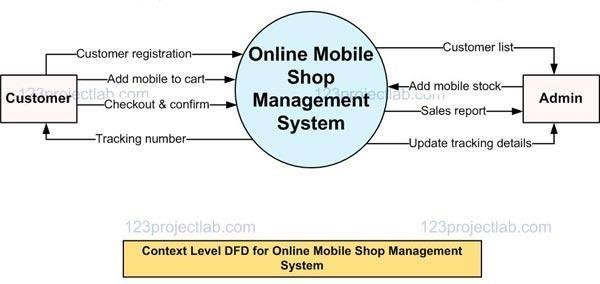 Customer registration
Add mobile to cart
Checkout & confirm
Tracking number
Customer
123projectlab.com
Online Mobile
Shop
Management
System
Customer list
Add mobile stock
Sales report
Update tracking details
123projectlab.com
Admin
123projectlab.com
123projectlab.com
Context Level DFD for Online Mobile Shop Management
System